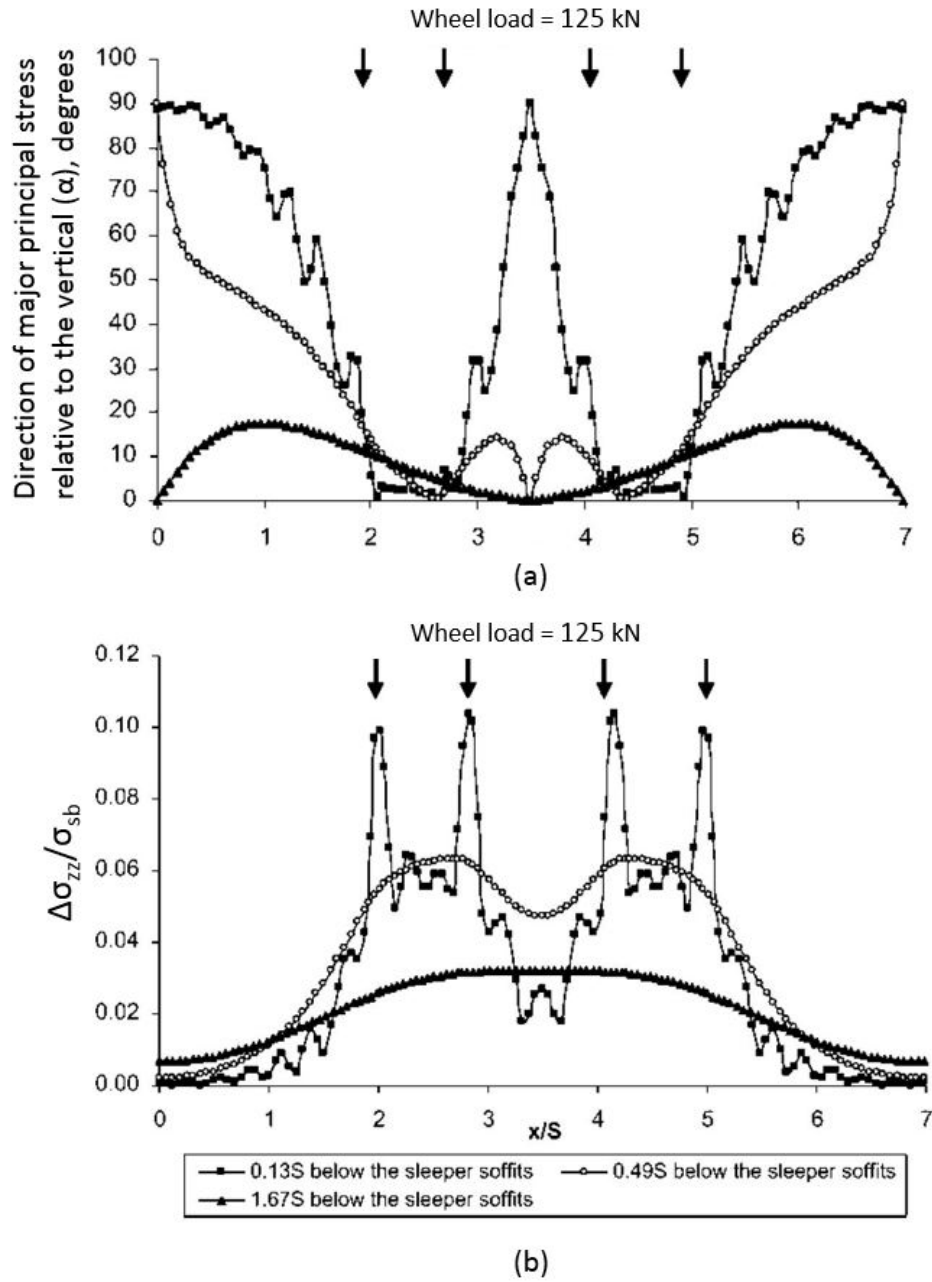 Wheel load = 125 kN
Direction of major principal stress
relative to the vertical (α), degrees
100
90
80
70
60
50
40
30
20
10
0
0 1 2 3 4 5 6 7
(a)
Wheel load = 125 kN
Δσzz/σsb
0.12
0.10
0.08
0.06
0.04
0.02
0.00
0 1 2 3 4 5 6 7
x/S
0.13S below the sleeper soffits 0.49S below the sleeper soffits
1.67S below the sleeper soffits
(b)